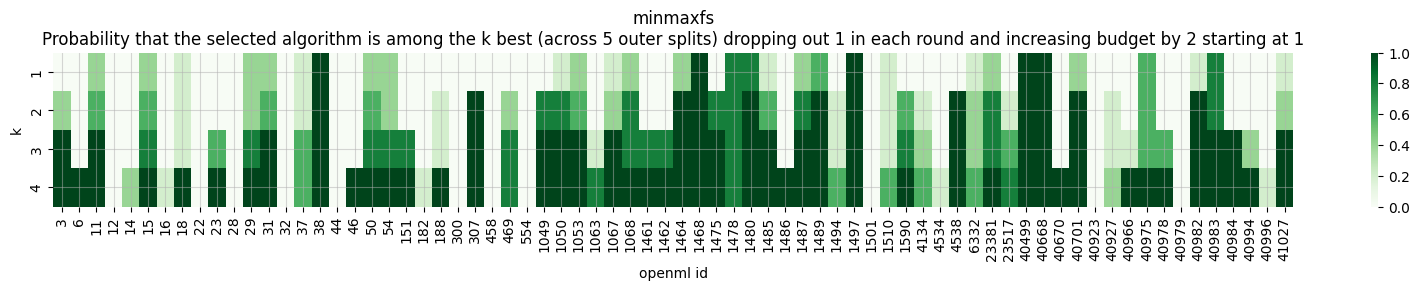 minmaxfs
Probability that the selected algorithm is among the k best (across 5 outer splits) dropping out 1 in each round and increasing budget by 2 starting at 1
k
1
2
3
4
3 6 11 12 14 15 16 18 22 23 28 29 31 32 37 38 44 46 50 54 151 182 188 300 307 458 469 554 1049 1050 1053 1063 1067 1068 1461 1462 1464 1468 1475 1478 1480 1485 1486 1487 1489 1494 1497 1501 1510 1590 4134 4534 4538 6332 23381 23517 40499 40668 40670 40701 40923 40927 40966 40975 40978 40979 40982 40983 40984 40994 40996 41027
openml id
1.0
0.8
0.6
0.4
0.2
0.0